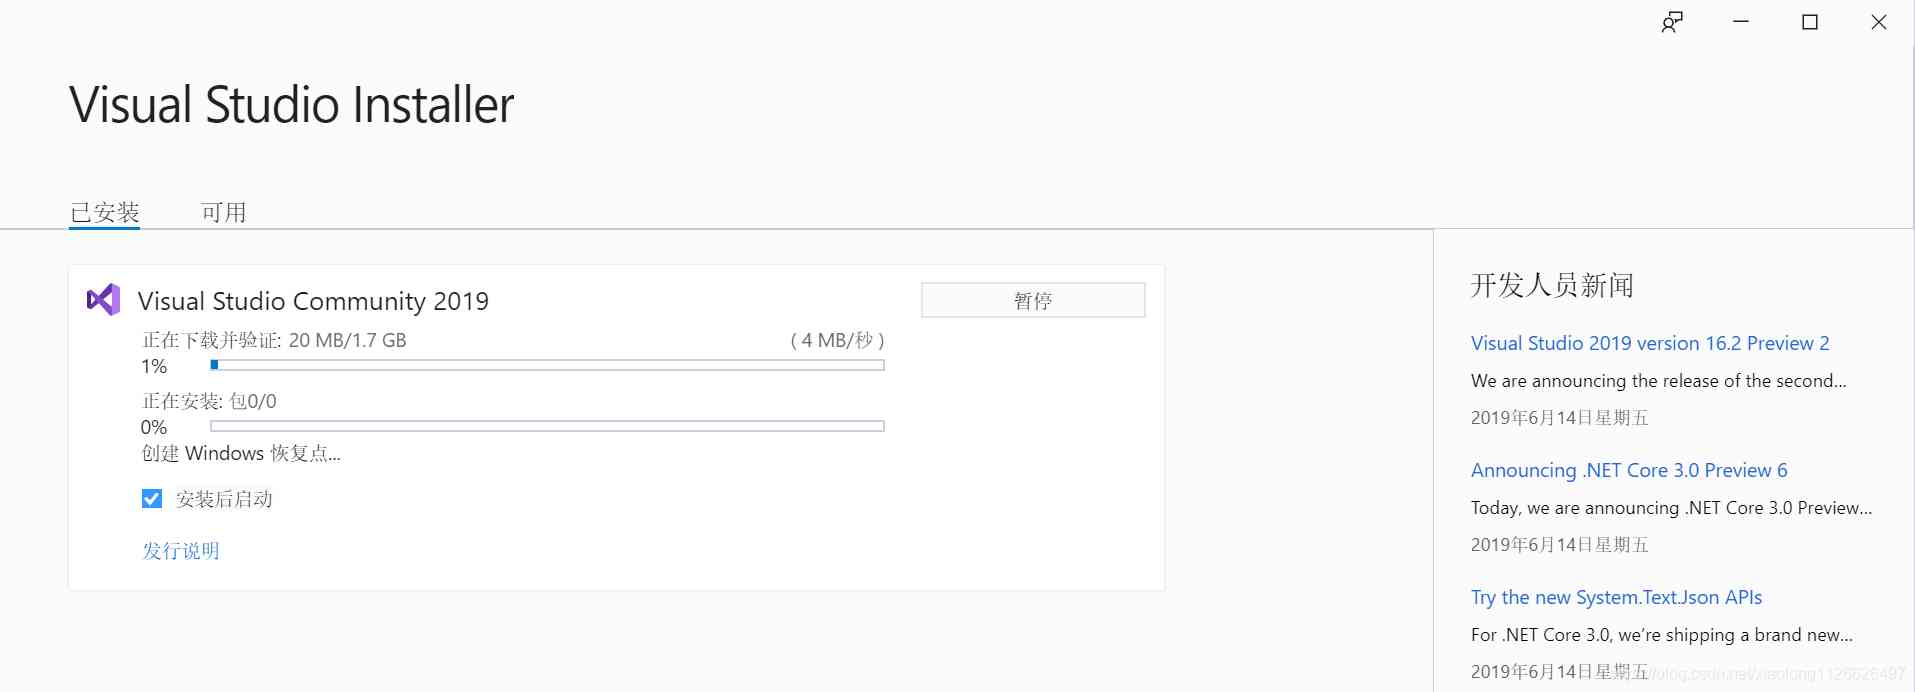 Visual Studio Installer
已安装 可用
Visual Studio Community 2019
暂停
正在下载并验证: 20 MB/1.7 GB ( 4 MB/秒 )
1%
正在安装: 包0/0
0%
创建 Windows 恢复点...
安装后启动
发行说明
开发人员新闻
Visual Studio 2019 version 16.2 Preview 2
We are announcing the release of the second...
2019年6月14日星期五
Announcing .NET Core 3.0 Preview 6
Today, we are announcing .NET Core 3.0 Preview...
2019年6月14日星期五
Try the new System.Text.Json APIs
For .NET Core 3.0, we’re shipping a brand new...
2019年6月14日星期五